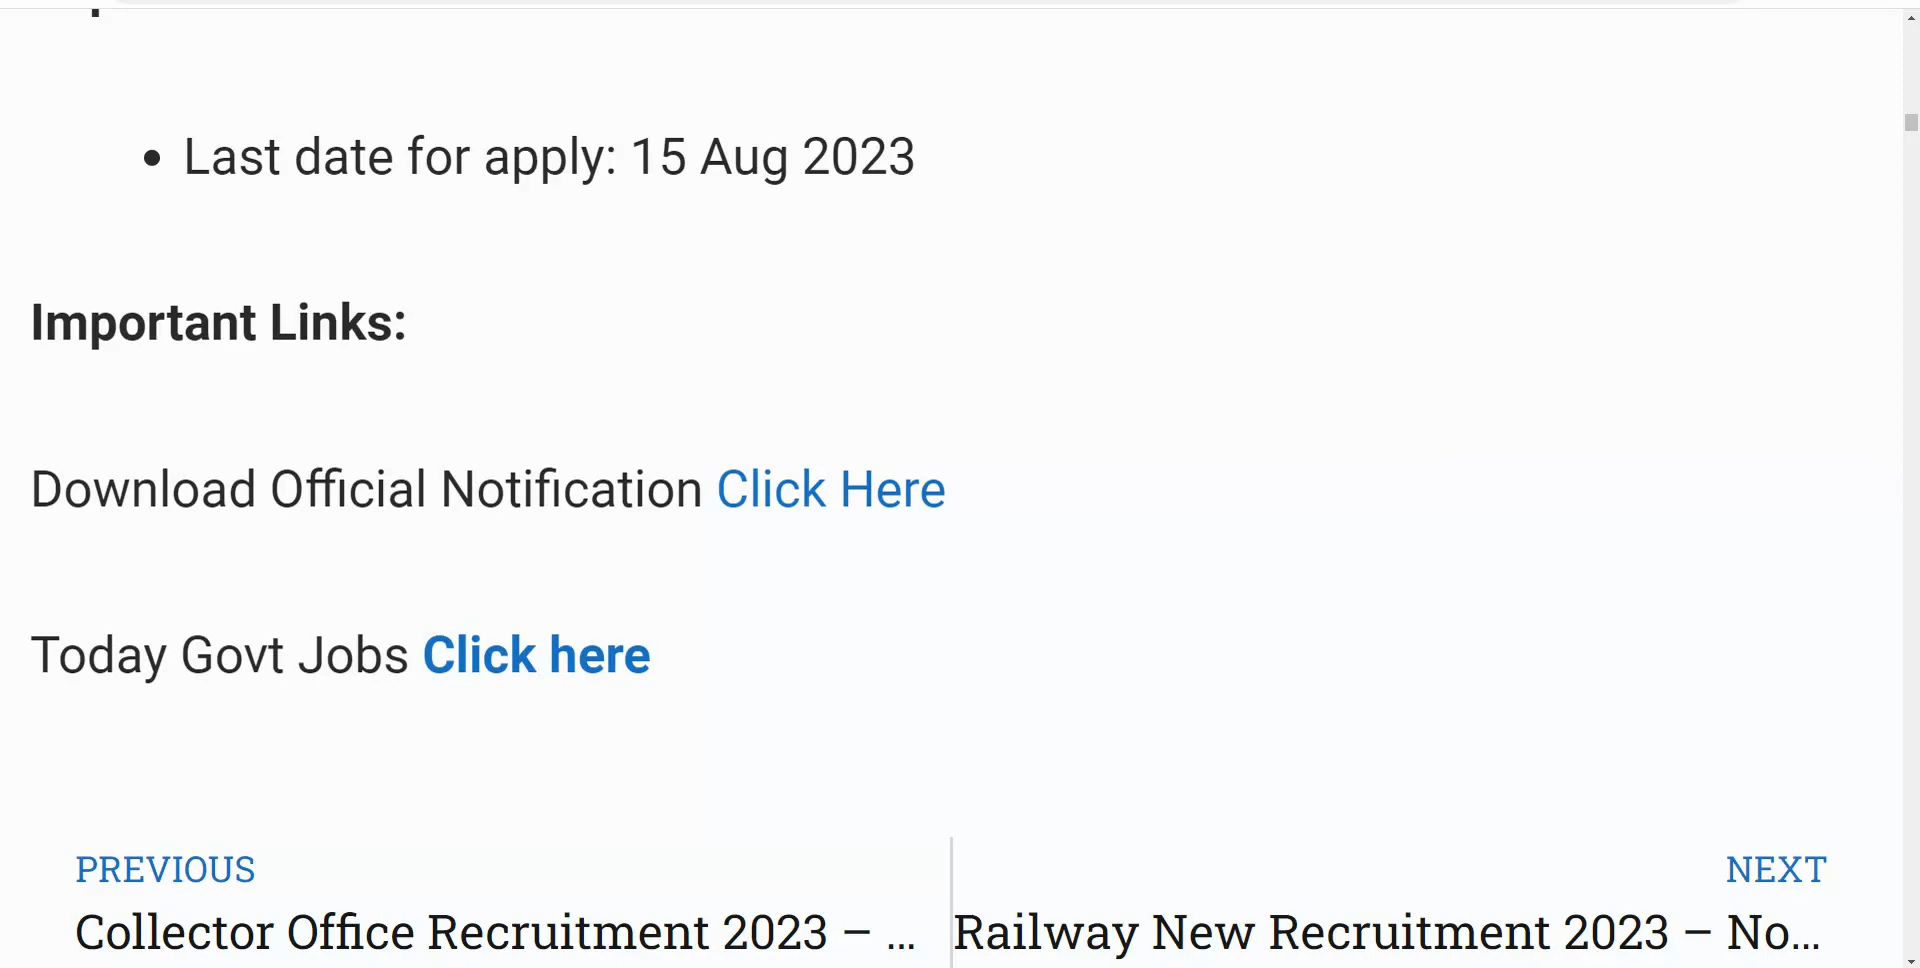 Last date for apply: 15 Aug 2023
Important Links:
Download Official Notification Click Here
Today Govt Jobs Click here
PREVIOUS
Collector Office Recruitment 2023 – ...
NEXT
Railway New Recruitment 2023 – No...